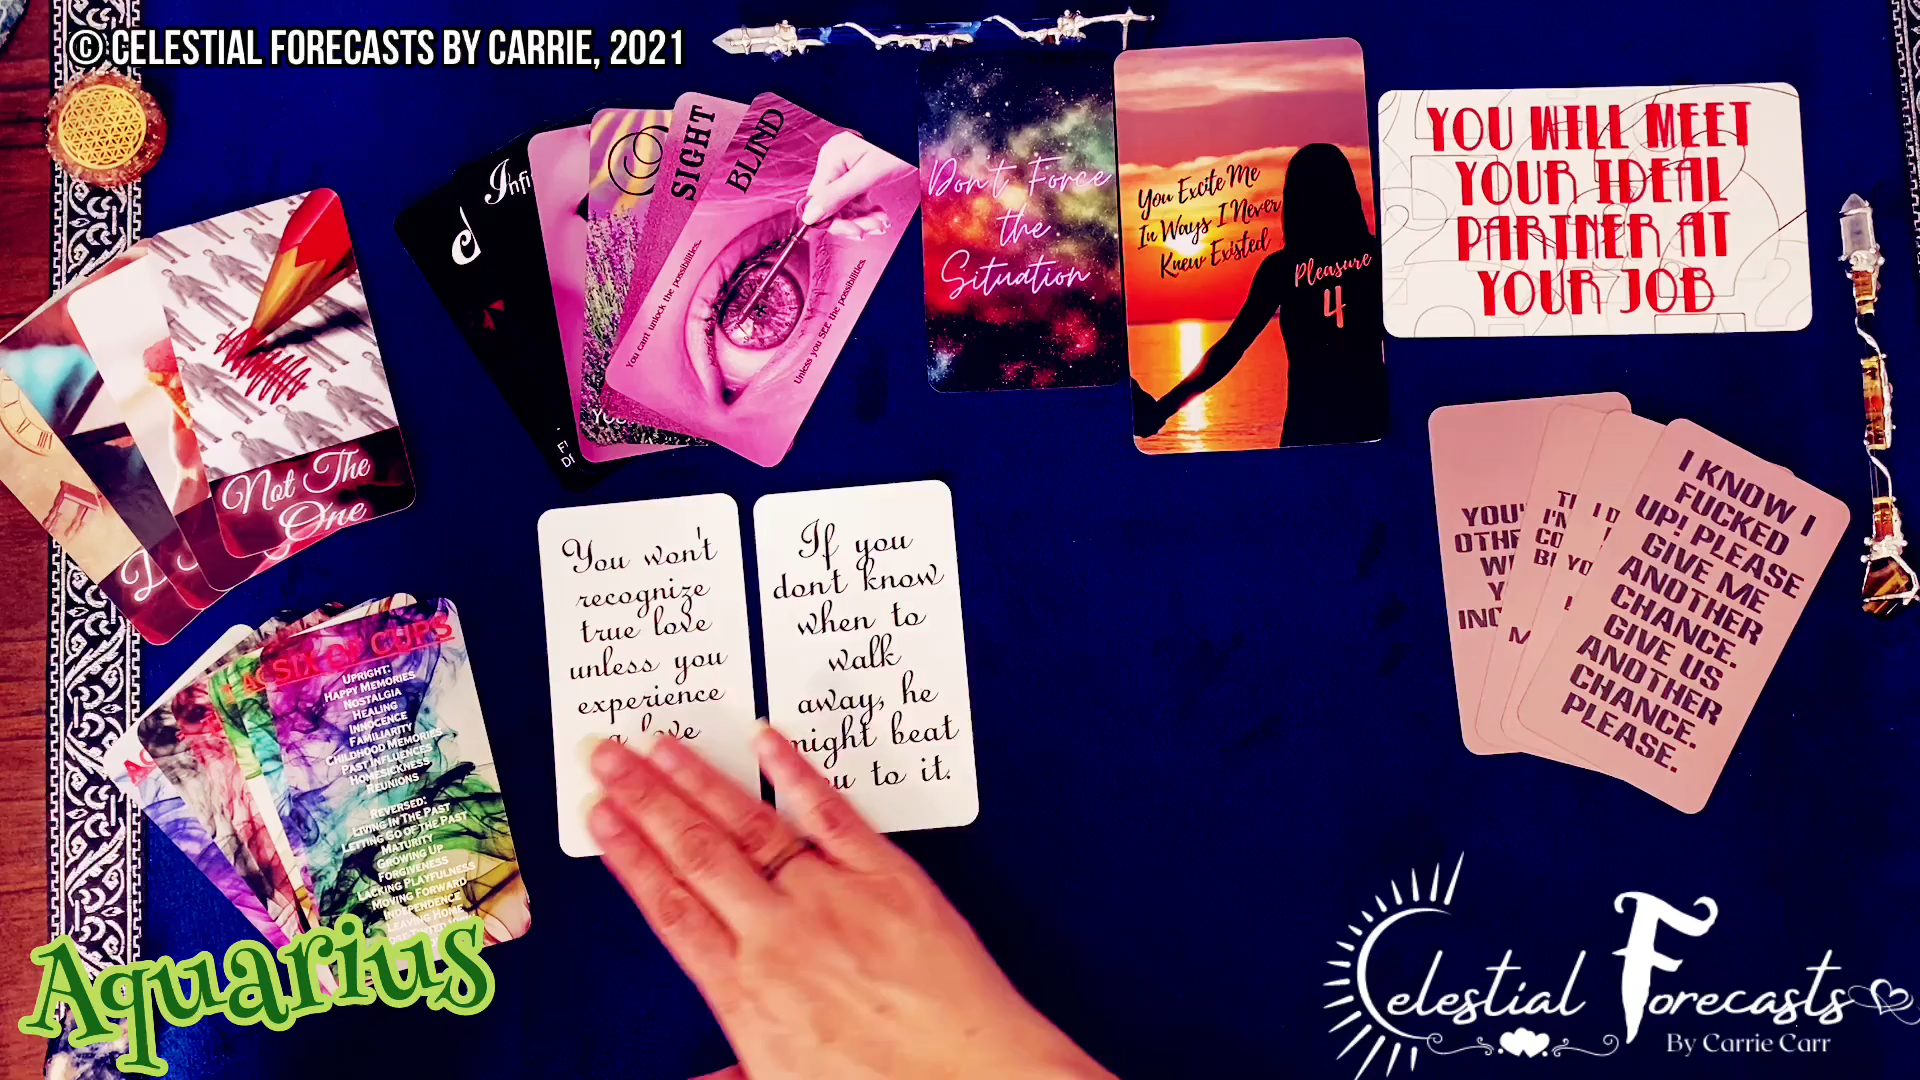 © CELESTIAL FORECASTS BY CARRIE, 2021
Not The
One
Infi
SIGHT
BLIND
You cant unlock the possibilities,
Unless you SEE the possibilities.
Don't Force
the
Situation
You Excite Me
In Ways I Never
Knew Existed
Pleasure
4
YOU WILL MEET
YOUR IDEAL
PARTNER AT
YOUR JOB
SIX OF CUPS
UPRIGHT:
HAPPY MEMORIES
NOSTALGIA
HEALING
INNOCENCE
FAMILIARITY
CHILDHOOD MEMORIES
PAST INFLUENCES
HOMESICKNESS
REUNIONS
REVERSED:
LIVING IN THE PAST
LETTING GO OF THE PAST
MATURITY
GROWING UP
FORGIVENESS
LACKING PLAYFULNESS
MOVING FORWARD
INDEPENDENCE
LEAVING HOME
You won't
recognize
true love
unless you
experience
a love
If you
dont know
when to
walk
away, he
might beat
you to it.
I KNOW I
FUCKED
UP! PLEASE
GIVE ME
ANOTHER
CHANCE.
GIVE US
ANOTHER
CHANCE.
PLEASE.
Aquarius
Celestial Forecasts
By Carrie Carr